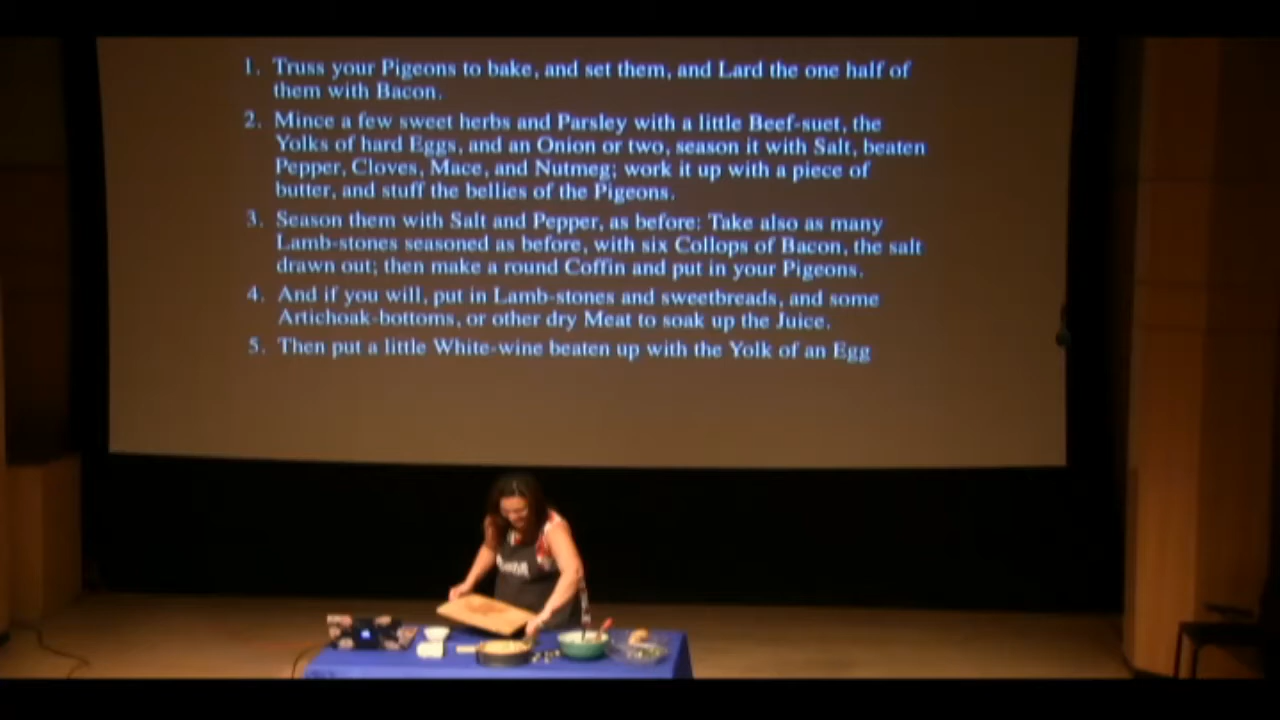 1. Truss your Pigeons to bake, and set them, and Lard the one half of
them with Bacon.
2. Mince a few sweet herbs and Parsley with a little Beef-suet, the
Yolks of hard Eggs, and an Onion or two, season it with Salt, beaten
Pepper, Cloves, Mace, and Nutmeg; work it up with a piece of
butter, and stuff the bellies of the Pigeons.
3. Season them with Salt and Pepper, as before: Take also as many
Lamb-stones seasoned as before, with six Collops of Bacon, the salt
drawn out; then make a round Coffin and put in your Pigeons.
4. And if you will, put in Lamb-stones and sweetbreads, and some
Artichoak-bottoms, or other dry Meat to soak up the Juice.
5. Then put a little White-wine beaten up with the Yolk of an Egg